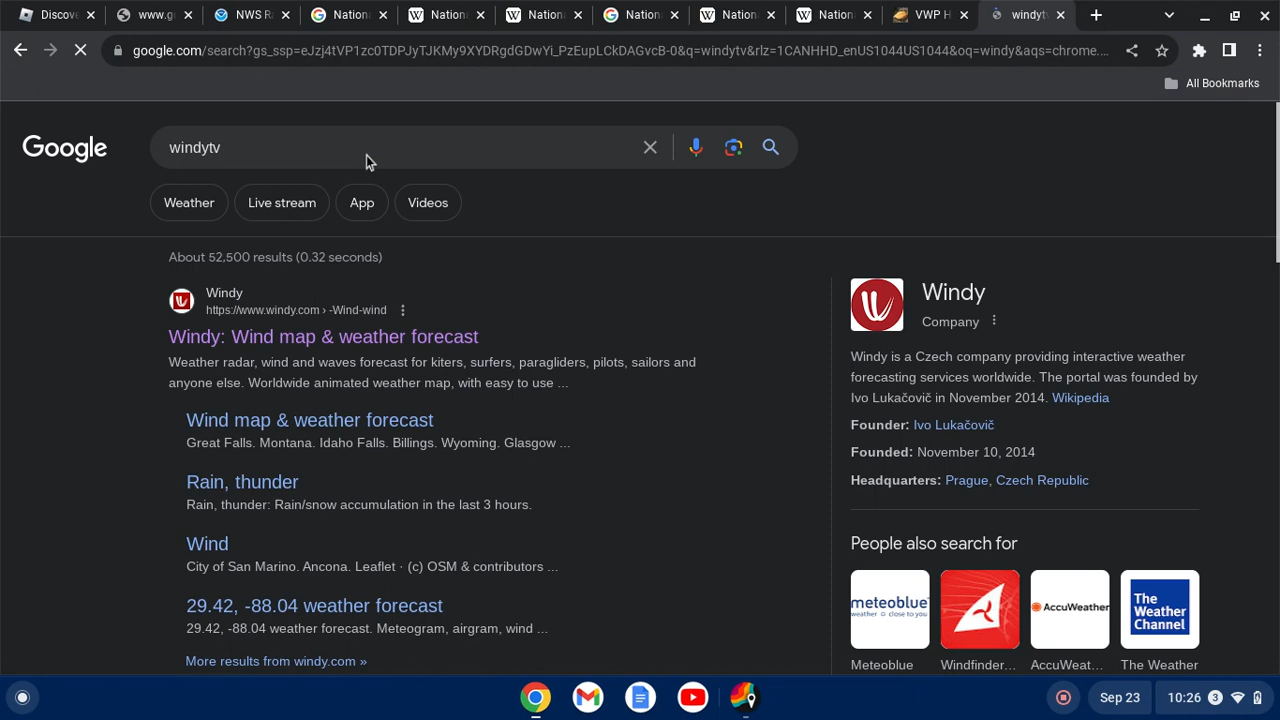 Discove
www.g
NWS R
Nation
Nation
Nation
Nation
Nation
Nation
VWP H
windyt
google.com/search?gs_ssp=eJzj4tVP1zc0TDPJyTJKMy9XYDRgdGDwYi_PzEupLCkDAGvcB-0&q=windytv&rlz=1CANHHD_enUS1044US1044&oq=windy&aqs=chrome....
All Bookmarks
Google
windytv
Weather
Live stream
App
Videos
About 52,500 results (0.32 seconds)
Windy
https://www.windy.com › -Wind-wind
Windy: Wind map & weather forecast
Weather radar, wind and waves forecast for kiters, surfers, paragliders, pilots, sailors and
anyone else. Worldwide animated weather map, with easy to use ...
Wind map & weather forecast
Great Falls. Montana. Idaho Falls. Billings. Wyoming. Glasgow ...
Rain, thunder
Rain, thunder: Rain/snow accumulation in the last 3 hours.
Wind
City of San Marino. Ancona. Leaflet · (c) OSM & contributors ...
29.42, -88.04 weather forecast
29.42, -88.04 weather forecast. Meteogram, airgram, wind ...
More results from windy.com »
Windy
Company
Windy is a Czech company providing interactive weather
forecasting services worldwide. The portal was founded by
Ivo Lukačovič in November 2014. Wikipedia
Founder: Ivo Lukačovič
Founded: November 10, 2014
Headquarters: Prague, Czech Republic
People also search for
meteoblue
weather close to you
AccuWeather
The
Weather
Channel
Meteoblue
Windfinder...
AccuWeat...
The Weather
Sep 23
10:26
3